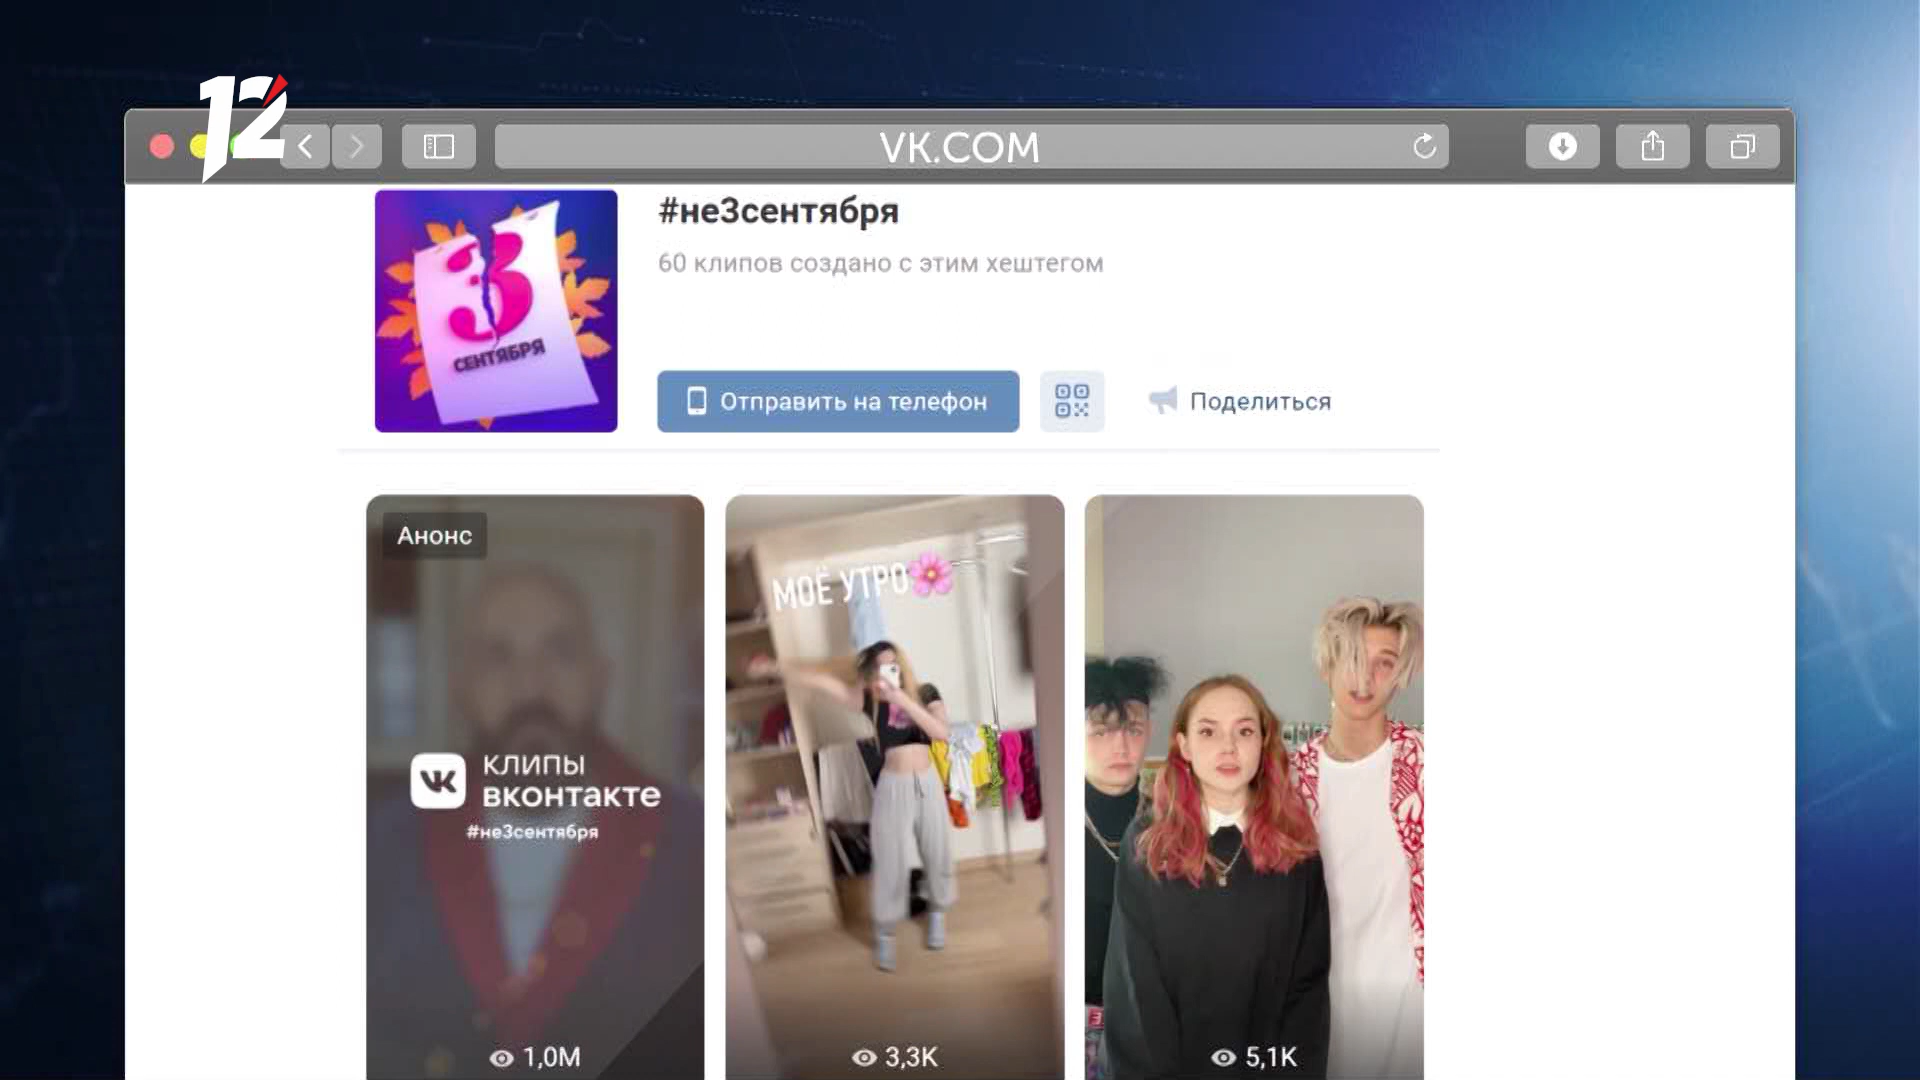 12
VK.COM
3
СЕНТЯБРЯ
#не3сентября
60 клипов создано с этим хештегом
Отправить на телефон
Поделиться
Анонс
КЛИПЫ
ВКОНТАКТЕ
#не3сентября
1,0M
МОЁ УТРО
3,3K
5,1K